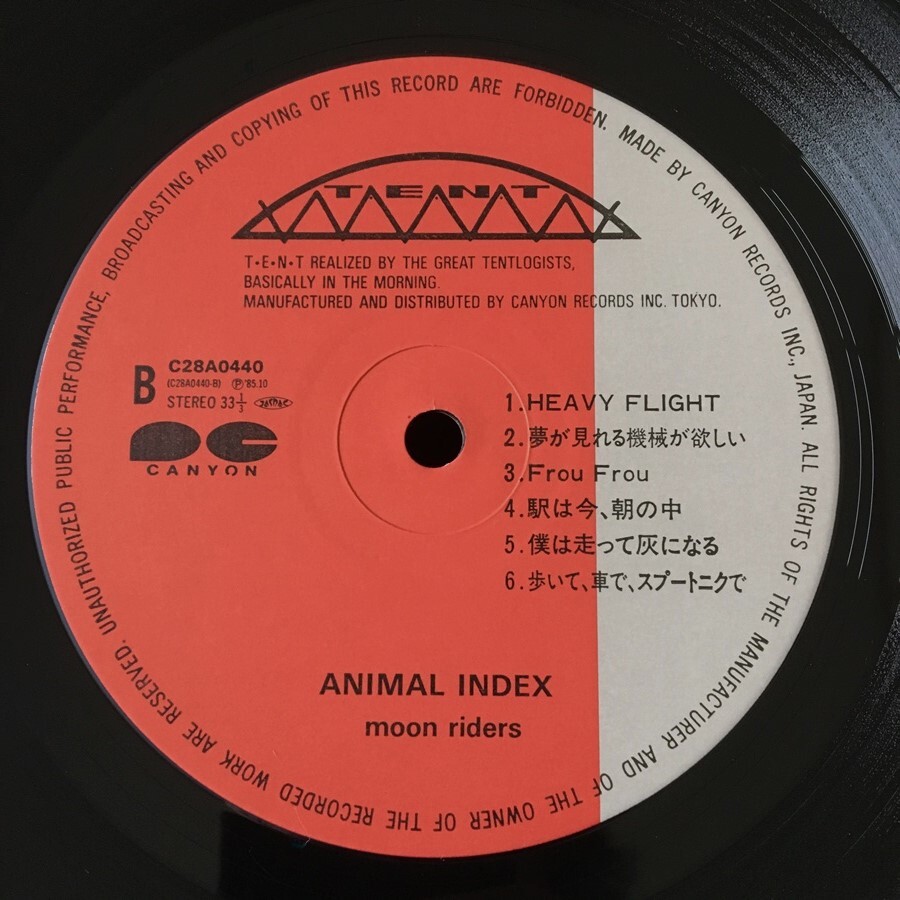 UNAUTHORIZED PUBLIC PERFORMANCE, BROADCASTING AND COPYING OF THIS RECORD ARE FORBIDDEN. MADE BY CANYON RECORDS INC., JAPAN. ALL RIGHTS OF THE MANUFACTURER AND OF THE OWNER OF THE RECORDED WORK ARE RESERVED.
TENT
T•E•N•T REALIZED BY THE GREAT TENTLOGISTS,
BASICALLY IN THE MORNING.
MANUFACTURED AND DISTRIBUTED BY CANYON RECORDS INC. TOKYO.
B
C28A0440
(C28A0440-B) Ⓟ'85.10
STEREO 33⅓ JASRAC
CANYON
1.HEAVY FLIGHT
2.夢が見れる機械が欲しい
3.Frou Frou
4.駅は今、朝の中
5.僕は走って灰になる
6.歩いて、車で、スプートニクで
ANIMAL INDEX
moon riders